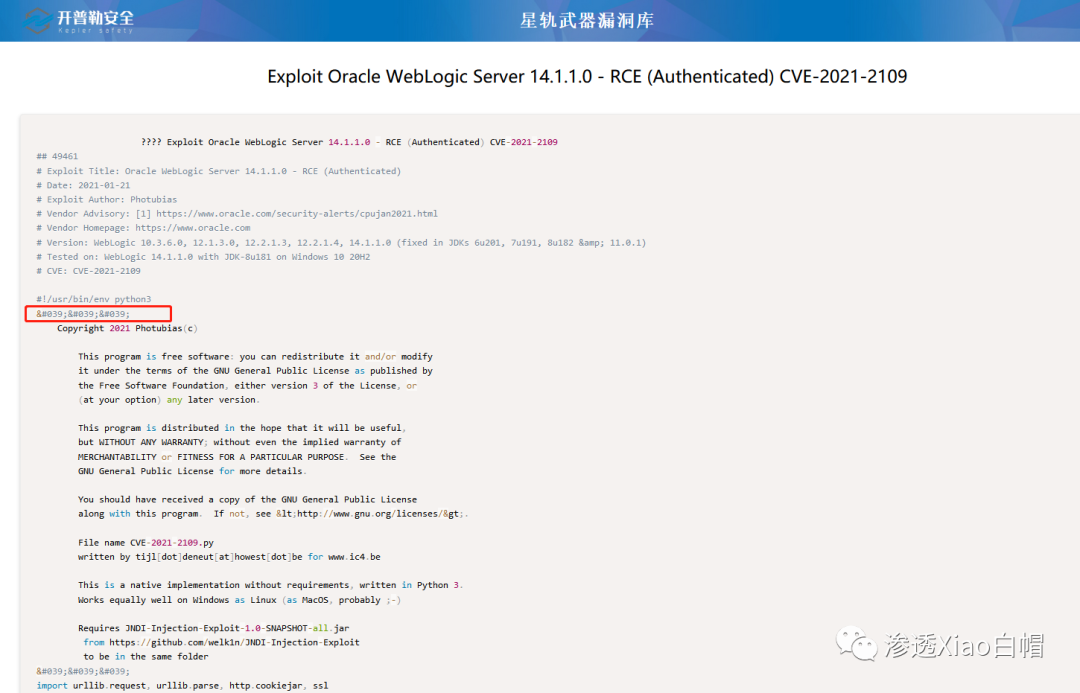 开普勒安全
Kepler safety
星轨武器漏洞库
Exploit Oracle WebLogic Server 14.1.1.0 - RCE (Authenticated) CVE-2021-2109
???? Exploit Oracle WebLogic Server 14.1.1.0 - RCE (Authenticated) CVE-2021-2109
## 49461
# Exploit Title: Oracle WebLogic Server 14.1.1.0 - RCE (Authenticated)
# Date: 2021-01-21
# Exploit Author: Photubias
# Vendor Advisory: [1] https://www.oracle.com/security-alerts/cpujan2021.html
# Vendor Homepage: https://www.oracle.com
# Version: WebLogic 10.3.6.0, 12.1.3.0, 12.2.1.3, 12.2.1.4, 14.1.1.0 (fixed in JDKs 6u201, 7u191, 8u182 &amp; 11.0.1)
# Tested on: WebLogic 14.1.1.0 with JDK-8u181 on Windows 10 20H2
# CVE: CVE-2021-2109
#!/usr/bin/env python3
&#039;&#039;&#039;
Copyright 2021 Photubias(c)
This program is free software: you can redistribute it and/or modify
it under the terms of the GNU General Public License as published by
the Free Software Foundation, either version 3 of the License, or
(at your option) any later version.
This program is distributed in the hope that it will be useful,
but WITHOUT ANY WARRANTY; without even the implied warranty of
MERCHANTABILITY or FITNESS FOR A PARTICULAR PURPOSE.  See the
GNU General Public License for more details.
You should have received a copy of the GNU General Public License
along with this program.  If not, see &lt;http://www.gnu.org/licenses/&gt;.
File name CVE-2021-2109.py
written by tijl[dot]deneut[at]howest[dot]be for www.ic4.be
This is a native implementation without requirements, written in Python 3.
Works equally well on Windows as Linux (as MacOS, probably ;-)
Requires JNDI-Injection-Exploit-1.0-SNAPSHOT-all.jar
from https://github.com/welk1n/JNDI-Injection-Exploit
to be in the same folder
&#039;&#039;&#039;
import urllib.request, urllib.parse, http.cookiejar, ssl
渗透Xiao白帽